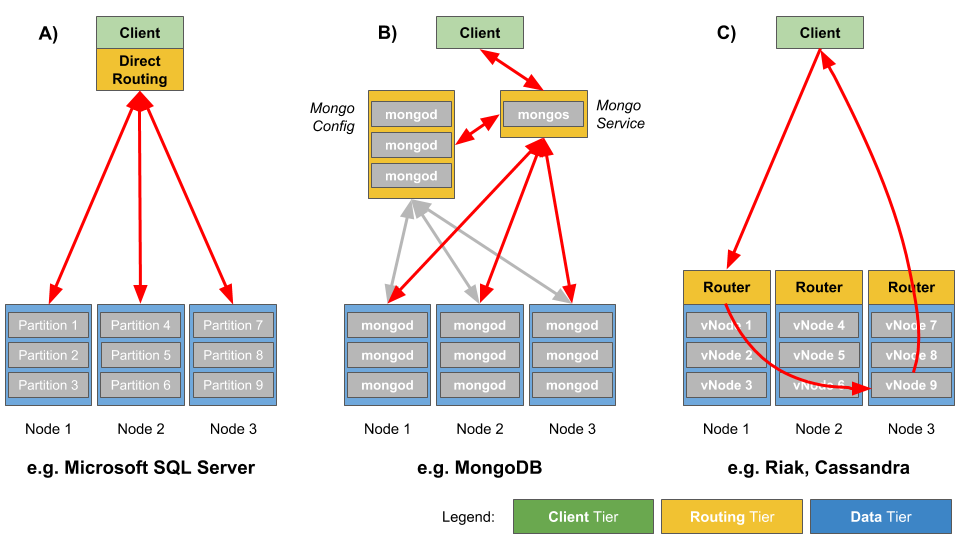 A)
Client
Direct
Routing
Partition 1
Partition 4
Partition 7
Partition 2
Partition 5
Partition 8
Partition 3
Partition 6
Partition 9
Node 1
Node 2
Node 3
e.g. Microsoft SQL Server
B)
Client
Mongo
Config
mongod
mongod
mongod
mongos
Mongo
Service
mongod
mongod
mongod
mongod
mongod
mongod
mongod
mongod
mongod
Node 1
Node 2
Node 3
e.g. MongoDB
C)
Client
Router
Router
Router
vNode 1
vNode 4
vNode 7
vNode 2
vNode 5
vNode 8
vNode 3
vNode 6
vNode 9
Node 1
Node 2
Node 3
e.g. Riak, Cassandra
Legend:
Client Tier
Routing Tier
Data Tier